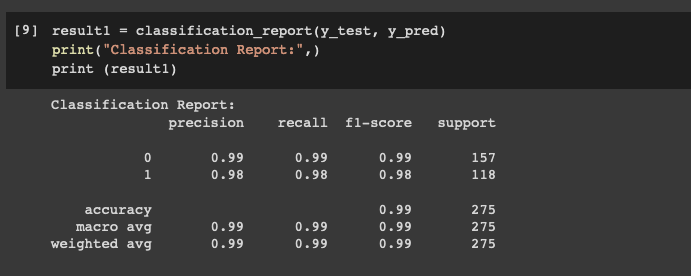 [9] result1 = classification_report(y_test, y_pred)
print("Classification Report:",)
print (result1)
Classification Report:
precision recall f1-score support
0 0.99 0.99 0.99 157
1 0.98 0.98 0.98 118
accuracy 0.99 275
macro avg 0.99 0.99 0.99 275
weighted avg 0.99 0.99 0.99 275